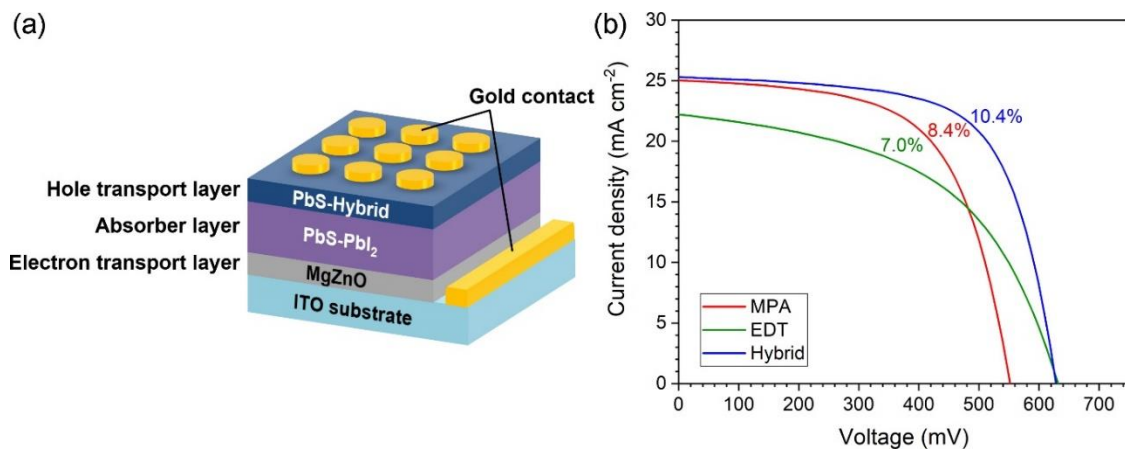 (a)
Gold contact
Hole transport layer
PbS-Hybrid
Absorber layer
PbS-PbI₂
Electron transport layer
MgZnO
ITO substrate
(b)
Current density (mA cm⁻²)
30
25
20
15
10
5
0
10.4%
8.4%
7.0%
MPA
EDT
Hybrid
0 100 200 300 400 500 600 700
Voltage (mV)